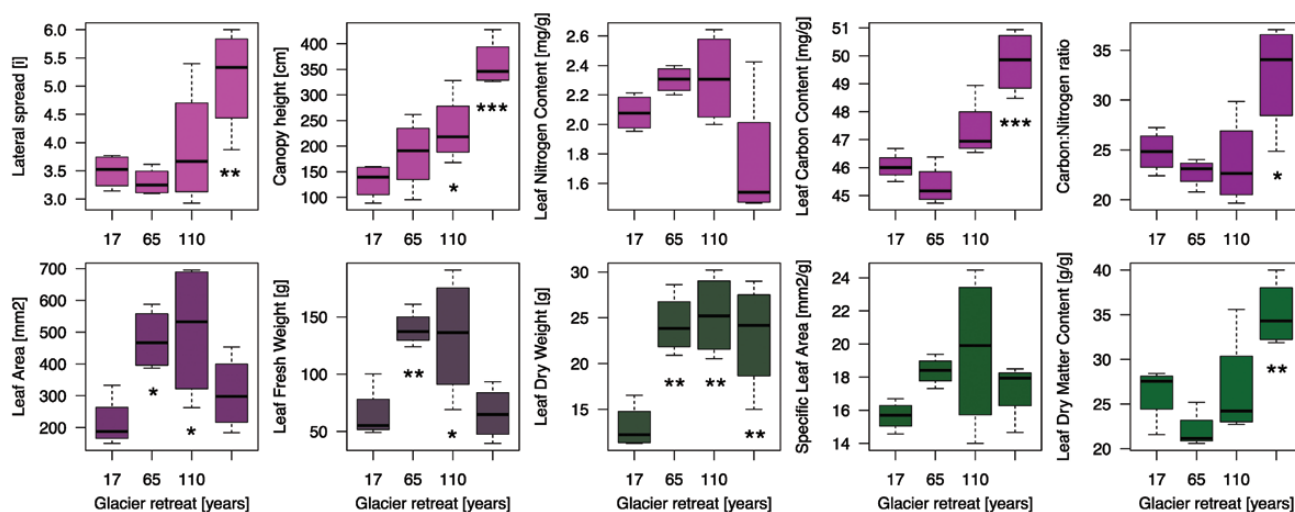 Lateral spread [l]
6.0
5.5
5.0
4.5
4.0
3.5
3.0
**
17 65 110
Canopy height [cm]
400
350
300
250
200
150
100
*
***
17 65 110
Leaf Nitrogen Content [mg/g]
2.6
2.4
2.2
2.0
1.8
1.6
17 65 110
Leaf Carbon Content [mg/g]
51
50
49
48
47
46
45
***
17 65 110
Carbon:Nitrogen ratio
35
30
25
20
*
17 65 110
Leaf Area [mm2]
700
600
500
400
300
200
*
*
17 65 110
Glacier retreat [years]
Leaf Fresh Weight [g]
150
100
50
**
*
17 65 110
Glacier retreat [years]
Leaf Dry Weight [g]
30
25
20
15
**
**
**
17 65 110
Glacier retreat [years]
Specific Leaf Area [mm2/g]
24
22
20
18
16
14
17 65 110
Glacier retreat [years]
Leaf Dry Matter Content [g/g]
40
35
30
25
20
**
17 65 110
Glacier retreat [years]